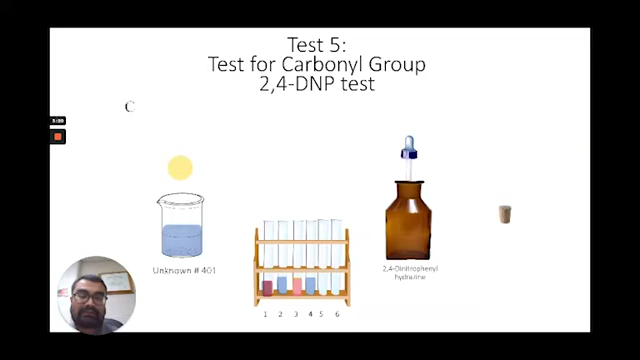 Test 5:
Test for Carbonyl Group
2,4-DNP test
C
Unknown # 401
2,4-Dinitrophenyl
hydrazine
1 2 3 4 5 6